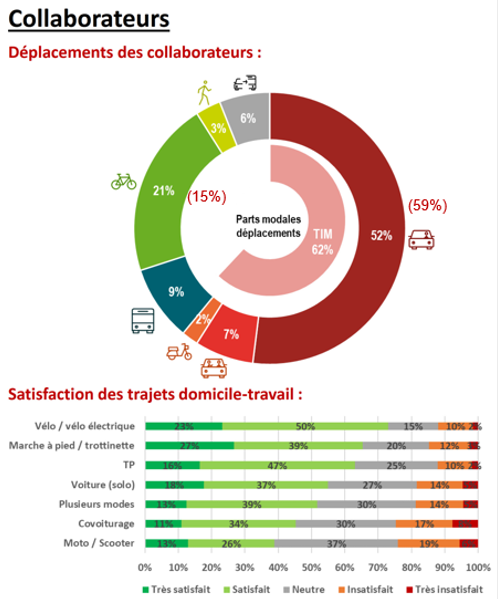 Collaborateurs
Déplacements des collaborateurs :
3%
6%
21%
(15%)
(59%)
Parts modales
déplacements
TIM
62%
52%
9%
2%
7%
Satisfaction des trajets domicile-travail :
Vélo / vélo électrique 23% 50% 15% 10% 2%
Marche à pied / trottinette 27% 39% 20% 12%
TP 16% 47% 25% 10% 2%
Voiture (solo) 18% 37% 27% 14%
Plusieurs modes 13% 39% 30% 14%
Covoiturage 11% 34% 30% 17%
Moto / Scooter 13% 26% 37% 19%
0% 10% 20% 30% 40% 50% 60% 70% 80% 90% 100%
Très satisfait Satisfait Neutre Insatisfait Très insatisfait